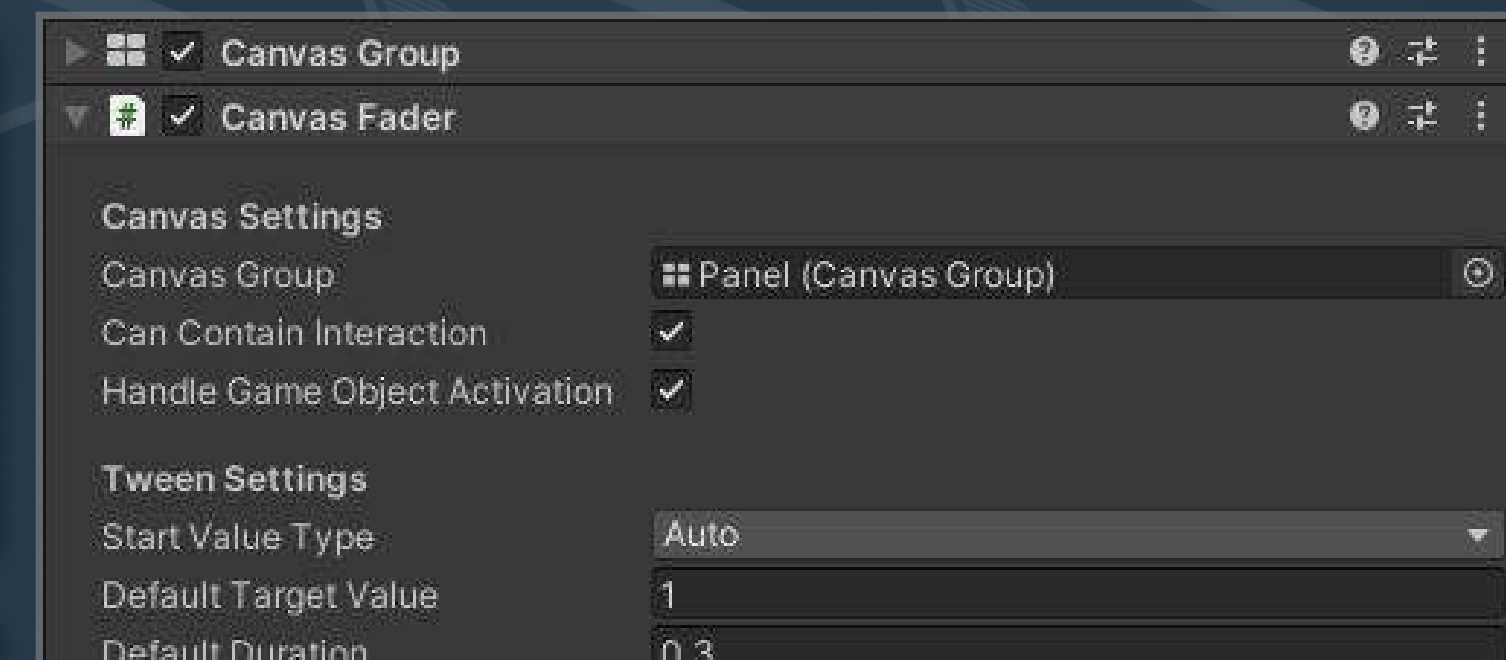 Canvas Group
# Canvas Fader
Canvas Settings
Canvas Group Panel (Canvas Group)
Can Contain Interaction
Handle Game Object Activation
Tween Settings
Start Value Type Auto
Default Target Value 1
Default Duration 0.3